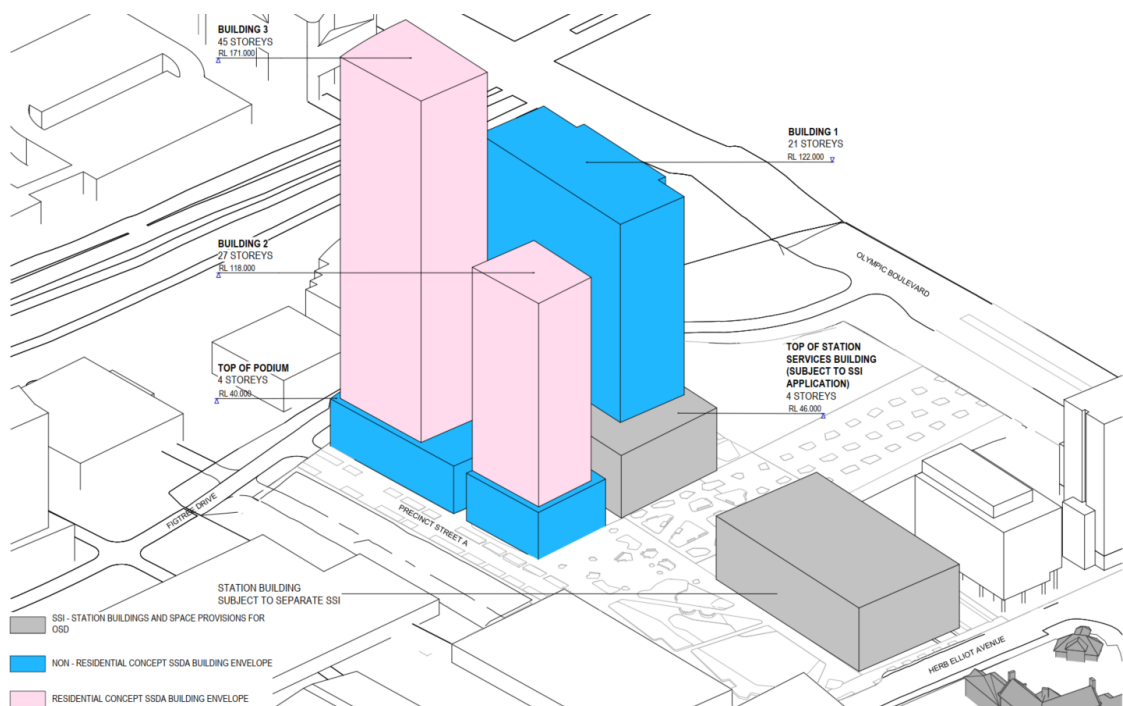 BUILDING 3
45 STOREYS
RL 171.000
BUILDING 1
21 STOREYS
RL 122.000
BUILDING 2
27 STOREYS
RL 118.000
OLYMPIC BOULEVARD
TOP OF STATION
SERVICES BUILDING
(SUBJECT TO SSI
APPLICATION)
4 STOREYS
RL 46.000
TOP OF PODIUM
4 STOREYS
RL 40.000
FIGTREE DRIVE
PRECINCT STREET A
STATION BUILDING
SUBJECT TO SEPARATE SSI
HERB ELLIOT AVENUE
SSI - STATION BUILDINGS AND SPACE PROVISIONS FOR
OSD
NON - RESIDENTIAL CONCEPT SSDA BUILDING ENVELOPE
RESIDENTIAL CONCEPT SSDA BUILDING ENVELOPE